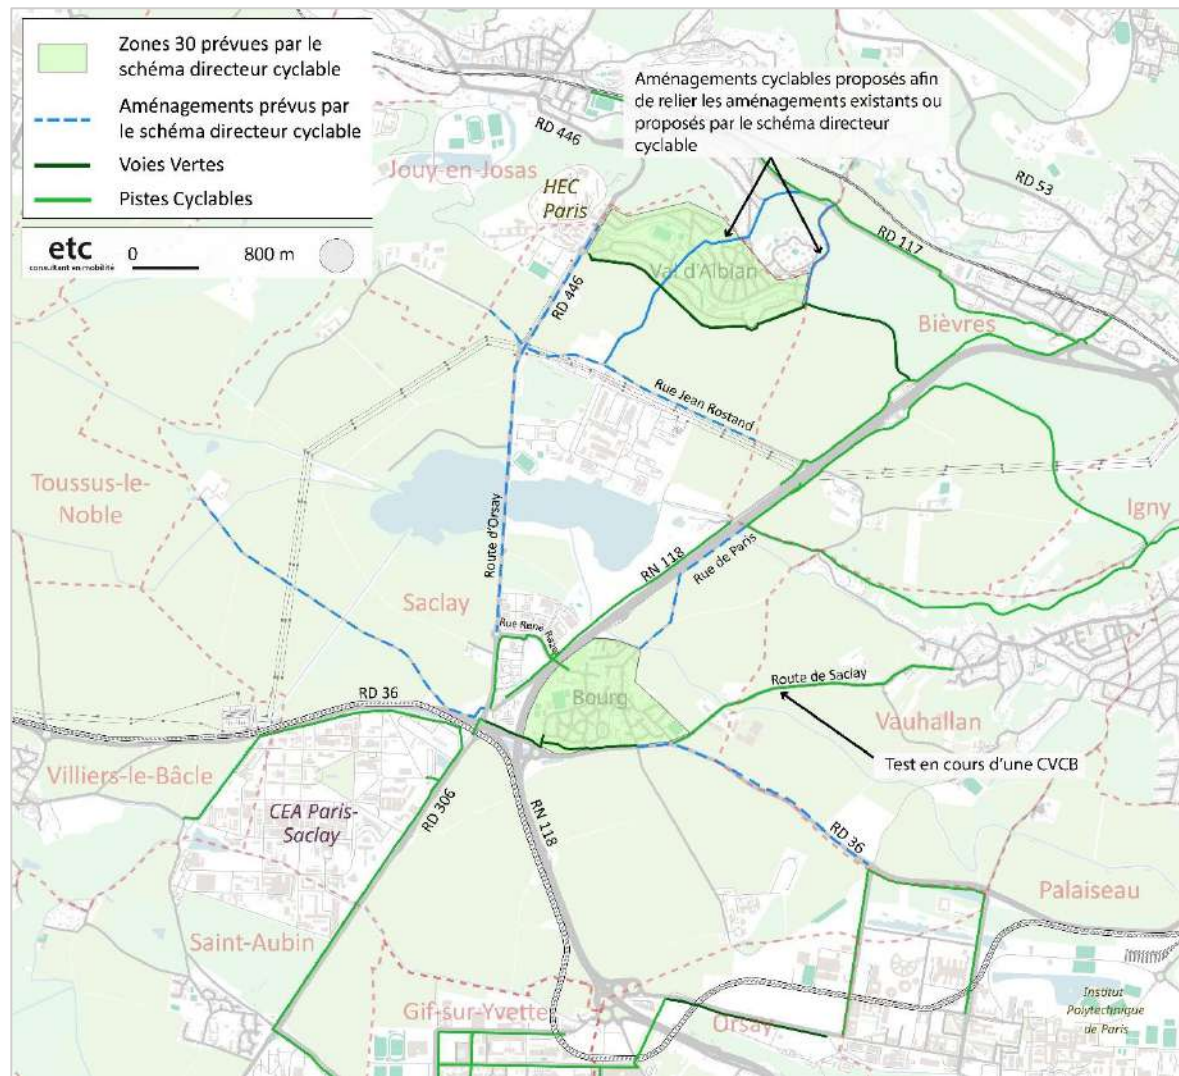 Zones 30 prévues par le
schéma directeur cyclable
Aménagements prévus par
le schéma directeur cyclable
Voies Vertes
Pistes Cyclables
etc
consultant en mobilité
0
800 m
Aménagements cyclables proposés afin
de relier les aménagements existants ou
proposés par le schéma directeur
cyclable
RD 446
Jouy-en-Josas
HEC
Paris
RD 53
RD 117
Val d'Albian
RD 446
Bièvres
Rue Jean Rostand
Toussus-le-
Noble
Igny
Route d'Orsay
RN 118
Rue de Paris
Saclay
Rue René Razel
Bourg
Route de Saclay
RD 36
Vauhallan
Test en cours d'une CVCB
Villiers-le-Bâcle
CEA Paris-
Saclay
RD 306
RN 118
RD 36
Palaiseau
Saint-Aubin
Gif-sur-Yvette
Orsay
Institut
Polytechnique
de Paris